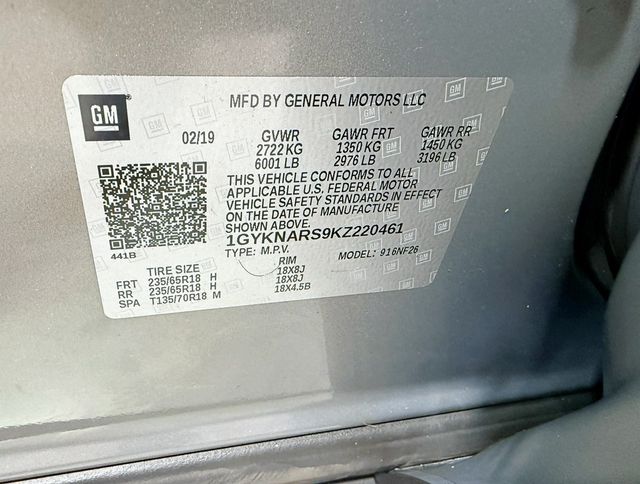 GM
MFD BY GENERAL MOTORS LLC
02/19 GVWR GAWR FRT GAWR RR
2722 KG 1350 KG 1450 KG
6001 LB 2976 LB 3196 LB
THIS VEHICLE CONFORMS TO ALL
APPLICABLE U.S. FEDERAL MOTOR
VEHICLE SAFETY STANDARDS IN EFFECT
ON THE DATE OF MANUFACTURE
SHOWN ABOVE.
1GYKNARS9KZ220461
TYPE: M.P.V. MODEL: 916NF26
441B
TIRE SIZE RIM
FRT 235/65R18 H 18X8J
RR 235/65R18 H 18X8J
SPA T135/70R18 M 18X4.5B